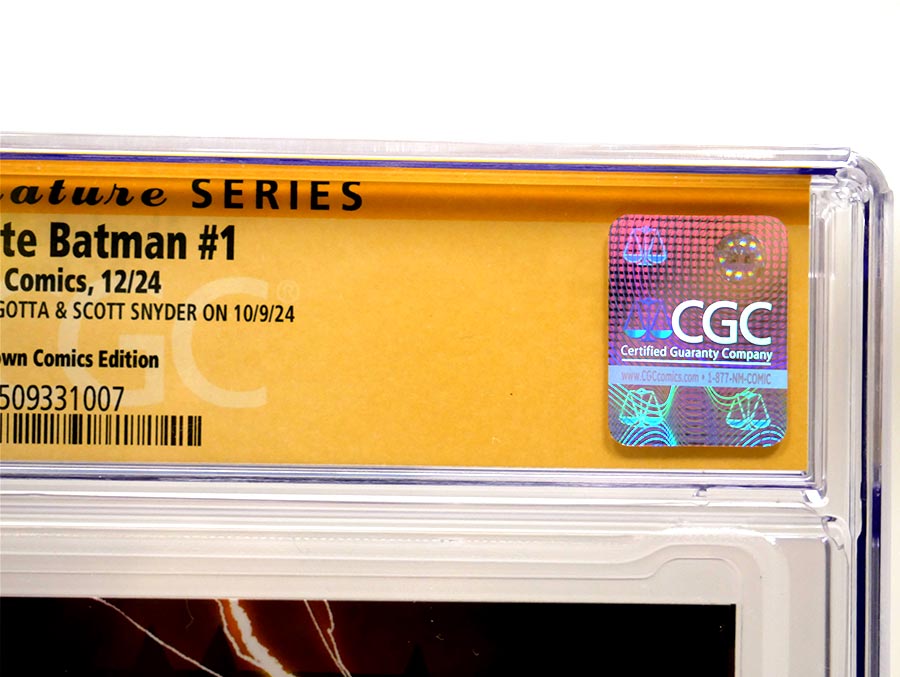 ature SERIES
te Batman #1
Comics, 12/24
GOTTA & SCOTT SNYDER ON 10/9/24
own Comics Edition
509331007
GC®
CGC
Certified Guaranty Company
www.CGCcomics.com • 1-877-NM-COMIC